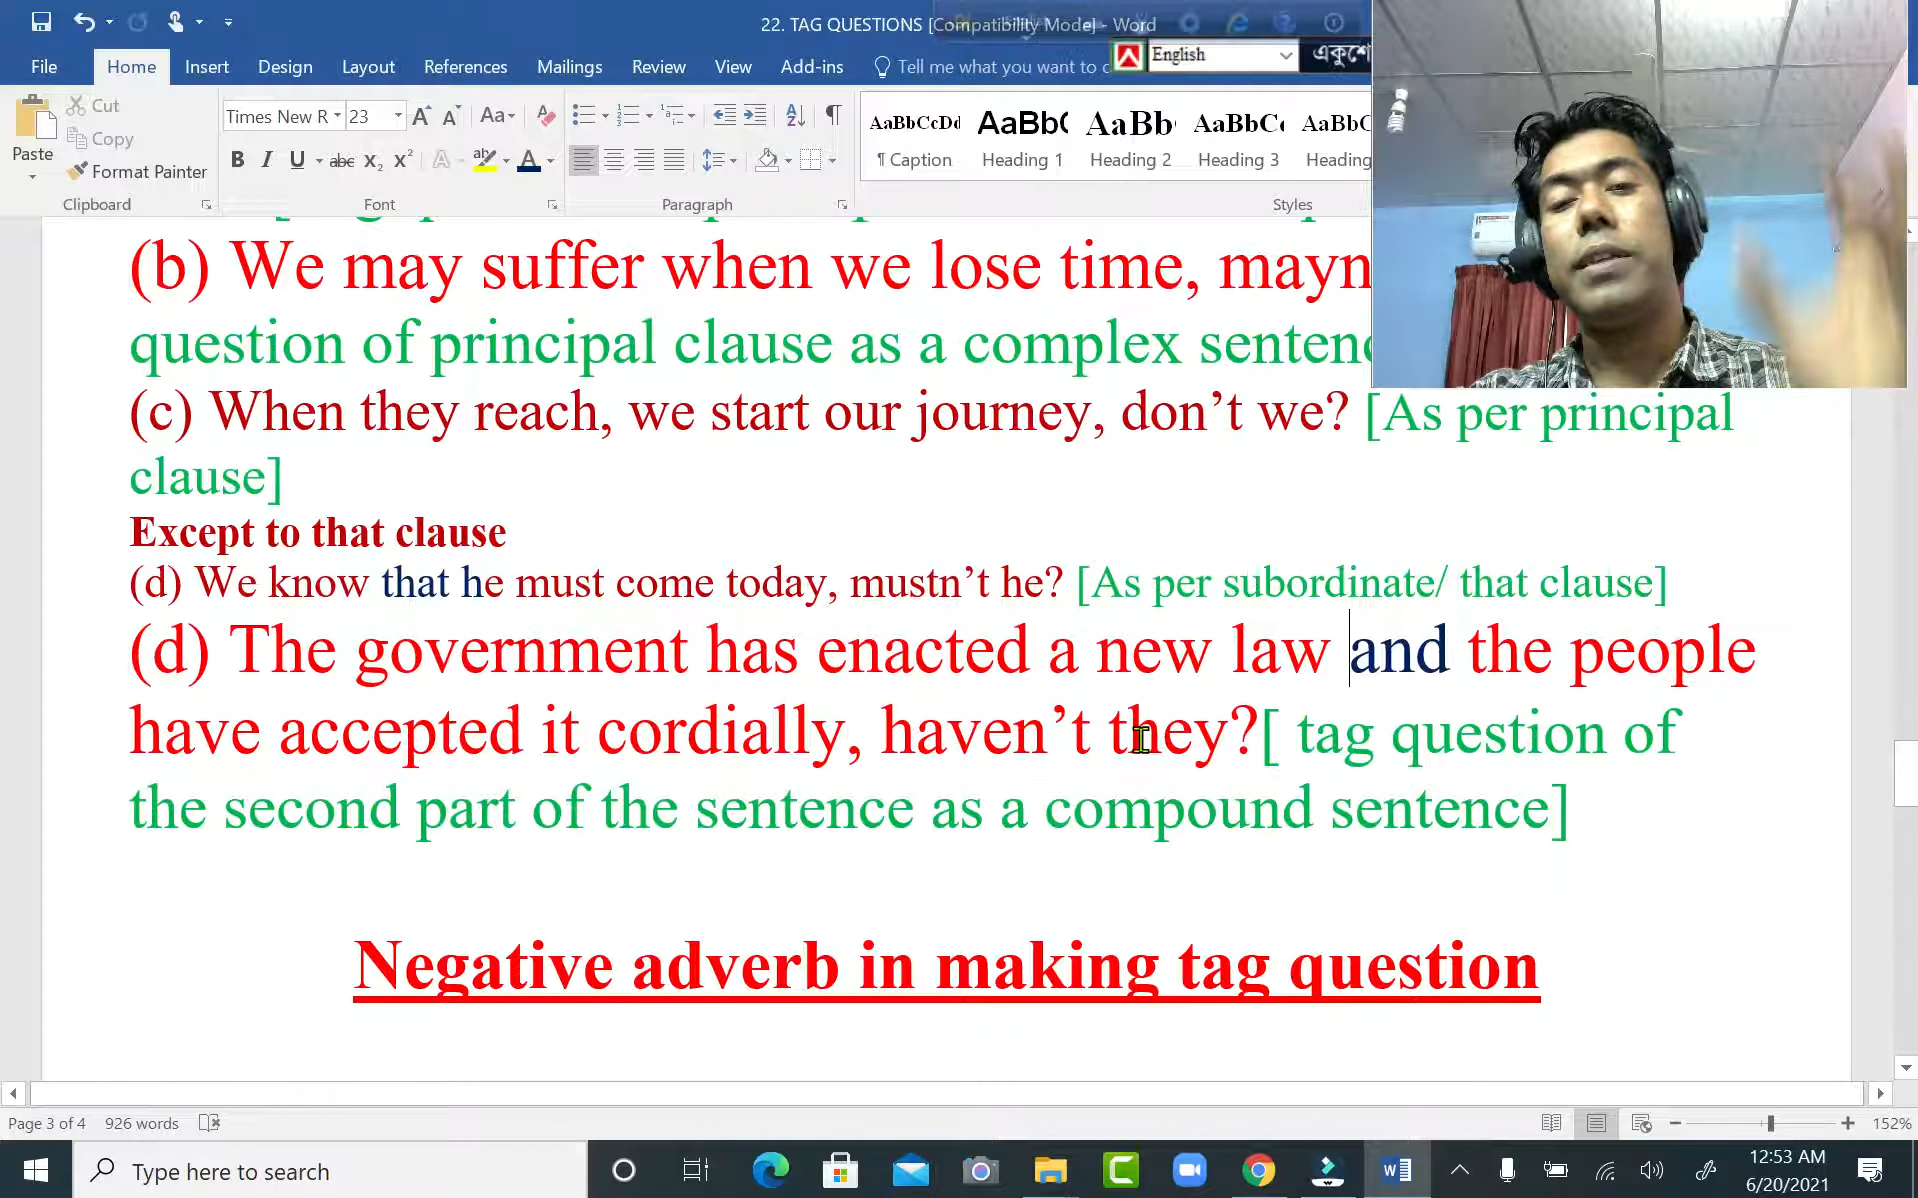 22. TAG QUESTIONS [Compatibility Mode] - Word
English
একুশে
File Home Insert Design Layout References Mailings Review View Add-ins Tell me what you want to
Cut
Copy
Paste
Format Painter
Clipboard
Times New R 23
Aa
B I U abc X₂ X² A ab A
Font
Paragraph
AaBbCcDd AaBb( AaBb AaBbC AaBbC
¶ Caption Heading 1 Heading 2 Heading 3 Heading
Styles
(b) We may suffer when we lose time, mayn
question of principal clause as a complex sentenc
(c) When they reach, we start our journey, don’t we? [As per principal
clause]
Except to that clause
(d) We know that he must come today, mustn’t he? [As per subordinate/ that clause]
(d) The government has enacted a new law and the people
have accepted it cordially, haven’t they?[ tag question of
the second part of the sentence as a compound sentence]
Negative adverb in making tag question
Page 3 of 4 926 words
152%
Type here to search
12:53 AM
6/20/2021